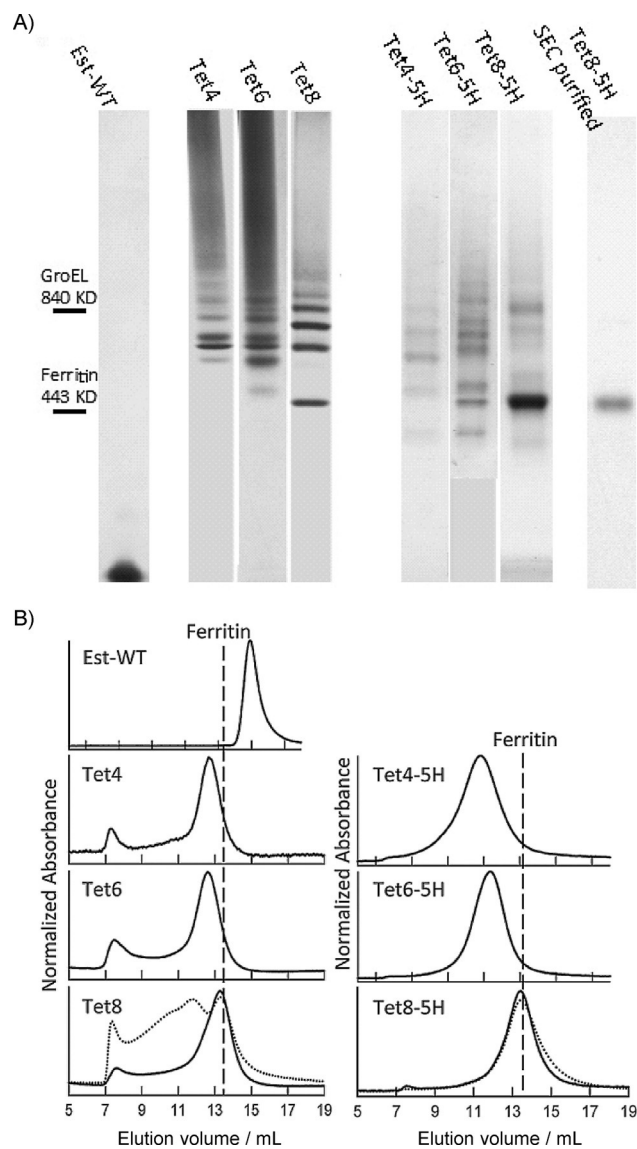 A)
Est-WT
Tet4
Tet6
Tet8
Tet4-5H
Tet6-5H
Tet8-5H
Tet8-5H
SEC purified
GroEL
840 KD
Ferritin
443 KD
B)
Ferritin
Est-WT
Ferritin
Tet4
Tet4-5H
Tet6
Tet6-5H
Tet8
Tet8-5H
Normalized Absorbance
Normalized Absorbance
5 7 9 11 13 15 17 19
5 7 9 11 13 15 17 19
Elution volume / mL
Elution volume / mL